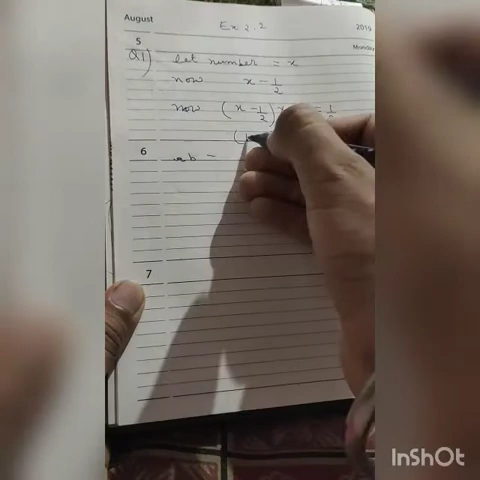 August Ex 2.2 2019
5 Monday
Q1) let number = x
now x - 1/2
now (x - 1/2) x =
(
6
7
InShOt